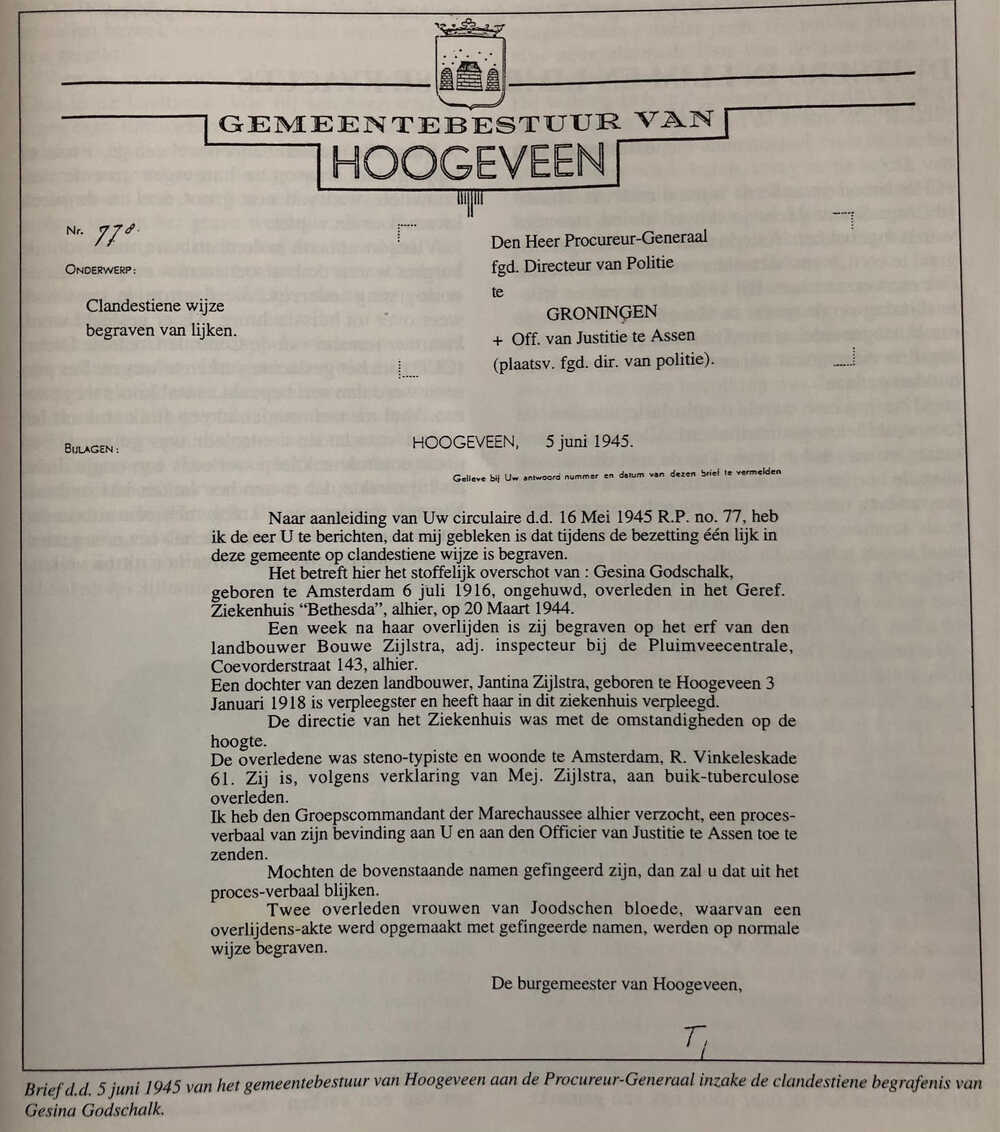 GEMEENTEBESTUUR VAN
HOOGEVEEN
Nr. 778.
ONDERWERP:
Clandestiene wijze
begraven van lijken.
Den Heer Procureur-Generaal
fgd. Directeur van Politie
te
GRONINGEN
+ Off. van Justitie te Assen
(plaatsv. fgd. dir. van politie).
BIJLAGEN:
HOOGEVEEN, 5 juni 1945.
Gelieve bij Uw antwoord nummer en datum van dezen brief te vermelden
Naar aanleiding van Uw circulaire d.d. 16 Mei 1945 R.P. no. 77, heb
ik de eer U te berichten, dat mij gebleken is dat tijdens de bezetting één lijk in
deze gemeente op clandestiene wijze is begraven.
Het betreft hier het stoffelijk overschot van : Gesina Godschalk,
geboren te Amsterdam 6 juli 1916, ongehuwd, overleden in het Geref.
Ziekenhuis “Bethesda”, alhier, op 20 Maart 1944.
Een week na haar overlijden is zij begraven op het erf van den
landbouwer Bouwe Zijlstra, adj. inspecteur bij de Pluimveecentrale,
Coevorderstraat 143, alhier.
Een dochter van dezen landbouwer, Jantina Zijlstra, geboren te Hoogeveen 3
Januari 1918 is verpleegster en heeft haar in dit ziekenhuis verpleegd.
De directie van het Ziekenhuis was met de omstandigheden op de
hoogte.
De overledene was steno-typiste en woonde te Amsterdam, R. Vinkeleskade
61. Zij is, volgens verklaring van Mej. Zijlstra, aan buik-tuberculose
overleden.
Ik heb den Groepscommandant der Marechaussee alhier verzocht, een proces-
verbaal van zijn bevinding aan U en aan den Officier van Justitie te Assen toe te
zenden.
Mochten de bovenstaande namen gefingeerd zijn, dan zal u dat uit het
proces-verbaal blijken.
Twee overleden vrouwen van Joodschen bloede, waarvan een
overlijdens-akte werd opgemaakt met gefingeerde namen, werden op normale
wijze begraven.
De burgemeester van Hoogeveen,
Brief d.d. 5 juni 1945 van het gemeentebestuur van Hoogeveen aan de Procureur-Generaal inzake de clandestiene begrafenis van
Gesina Godschalk.